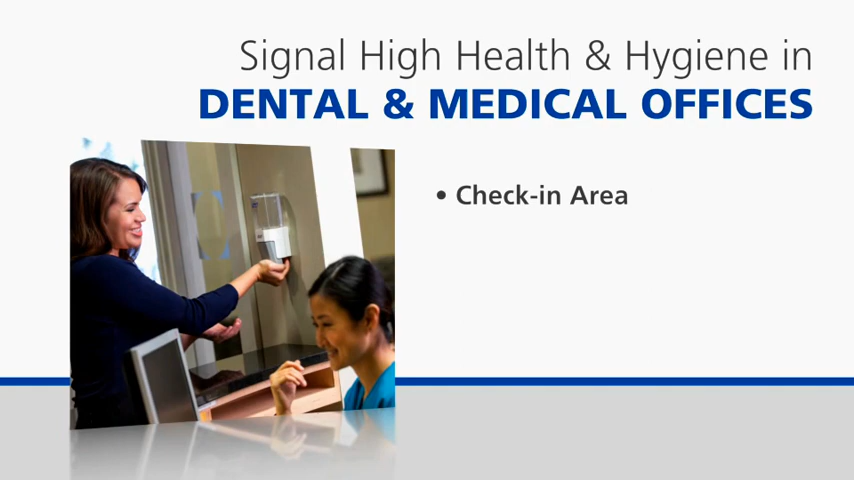 Signal High Health & Hygiene in
DENTAL & MEDICAL OFFICES
• Check-in Area